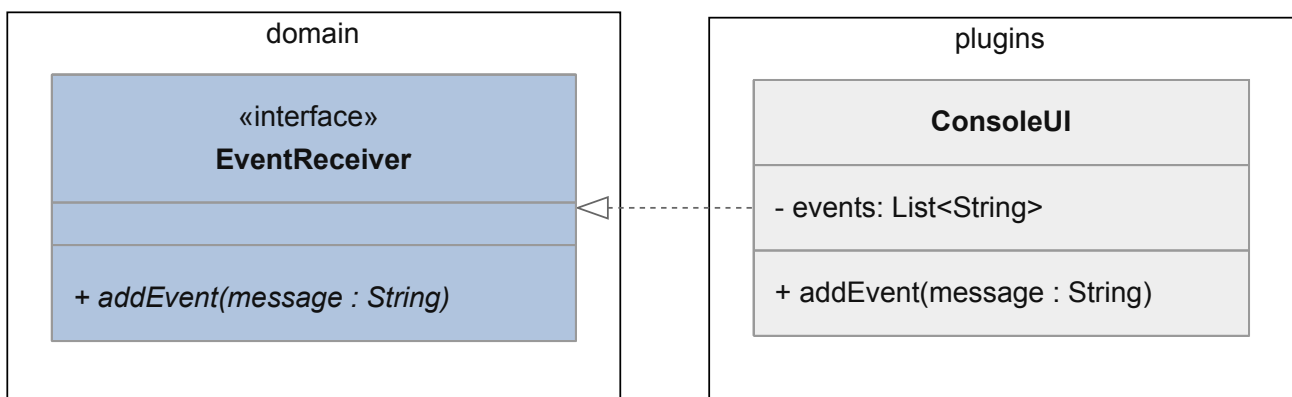 domain
«interface»
EventReceiver
+ addEvent(message : String)
plugins
ConsoleUI
- events: List<String>
+ addEvent(message : String)